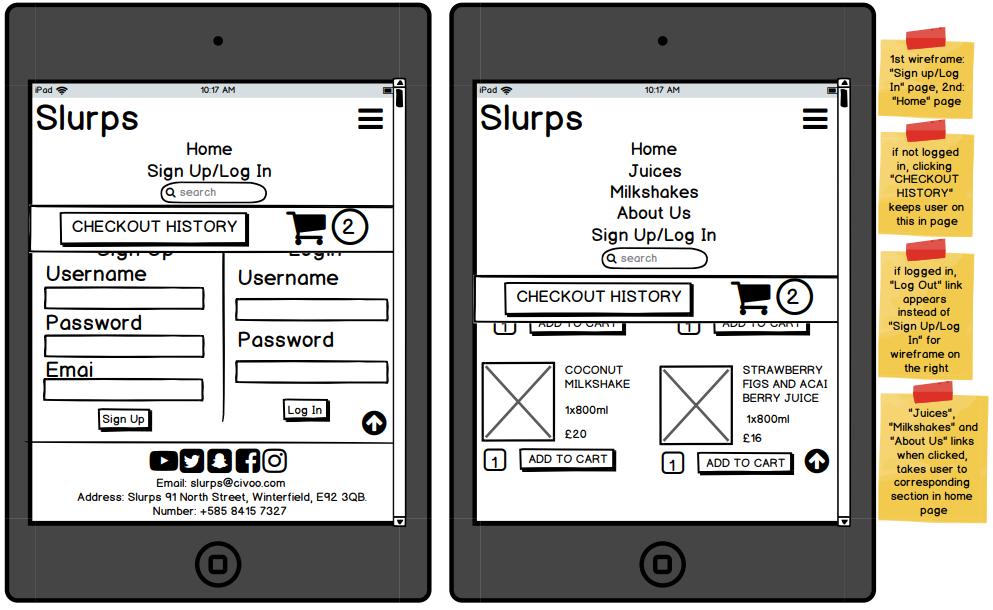 iPad
10:17 AM
Slurps
Home
Sign Up/Log In
search
CHECKOUT HISTORY
2
Sign Up
Login
Username
Username
Password
Password
Emai
Sign Up
Log In
Email: slurps@civoo.com
Address: Slurps 91 North Street, Winterfield, E92 3QB.
Number: +585 8415 7327
iPad
10:17 AM
Slurps
Home
Juices
Milkshakes
About Us
Sign Up/Log In
search
CHECKOUT HISTORY
2
1
ADD TO CART
1
ADD TO CART
COCONUT
MILKSHAKE
1x800ml
£20
1
ADD TO CART
STRAWBERRY
FIGS AND ACAI
BERRY JUICE
1x800ml
£16
1
ADD TO CART
1st wireframe:
"Sign up/Log
In" page, 2nd:
"Home" page
if not logged
in, clicking
"CHECKOUT
HISTORY"
keeps user on
this in page
if logged in,
"Log Out" link
appears
instead of
"Sign Up/Log
In" for
wireframe on
the right
"Juices",
"Milkshakes" and
"About Us" links
when clicked,
takes user to
corresponding
section in home
page